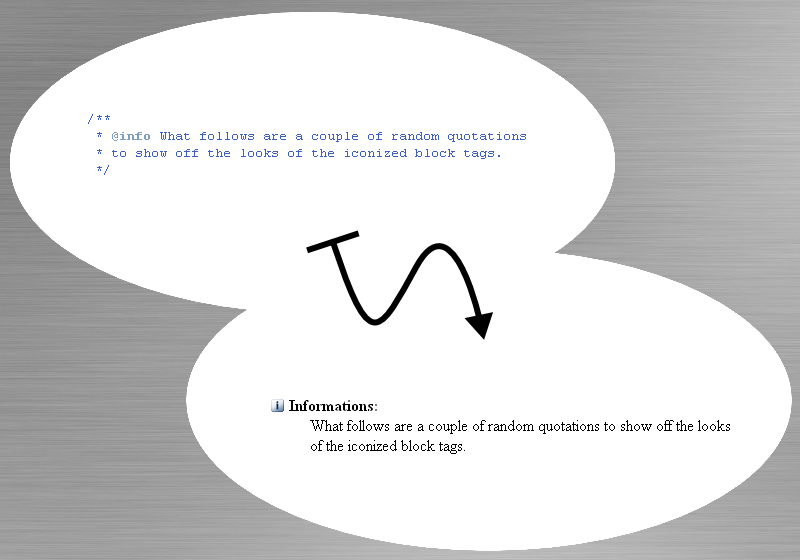 /**
* @info What follows are a couple of random quotations
* to show off the looks of the iconized block tags.
*/
Informations:
What follows are a couple of random quotations to show off the looks
of the iconized block tags.